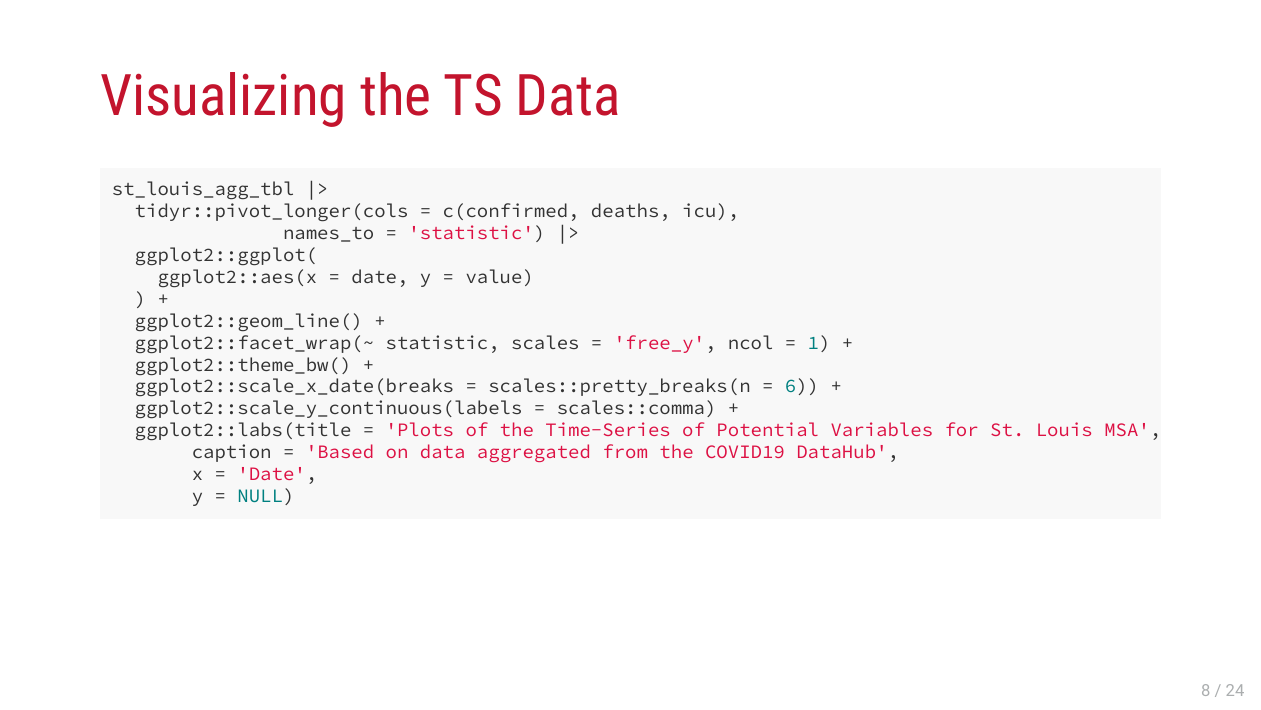 Visualizing the TS Data
st_louis_agg_tbl |>
  tidyr::pivot_longer(cols = c(confirmed, deaths, icu),
               names_to = 'statistic') |>
  ggplot2::ggplot(
    ggplot2::aes(x = date, y = value)
  ) +
  ggplot2::geom_line() +
  ggplot2::facet_wrap(~ statistic, scales = 'free_y', ncol = 1) +
  ggplot2::theme_bw() +
  ggplot2::scale_x_date(breaks = scales::pretty_breaks(n = 6)) +
  ggplot2::scale_y_continuous(labels = scales::comma) +
  ggplot2::labs(title = 'Plots of the Time-Series of Potential Variables for St. Louis MSA',
       caption = 'Based on data aggregated from the COVID19 DataHub',
       x = 'Date',
       y = NULL)
8 / 24